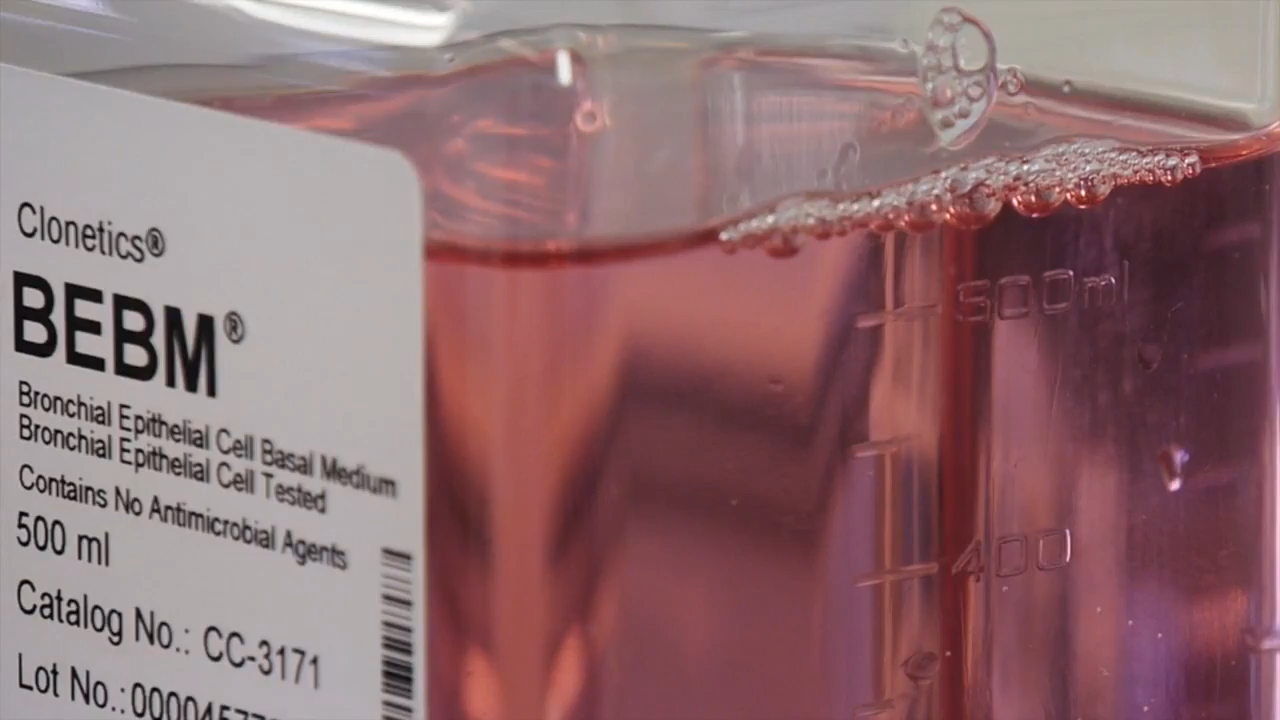 Clonetics®
BEBM®
Bronchial Epithelial Cell Basal Medium
Bronchial Epithelial Cell Tested
Contains No Antimicrobial Agents
500 ml
Catalog No.: CC-3171
Lot No.:
500ml
400